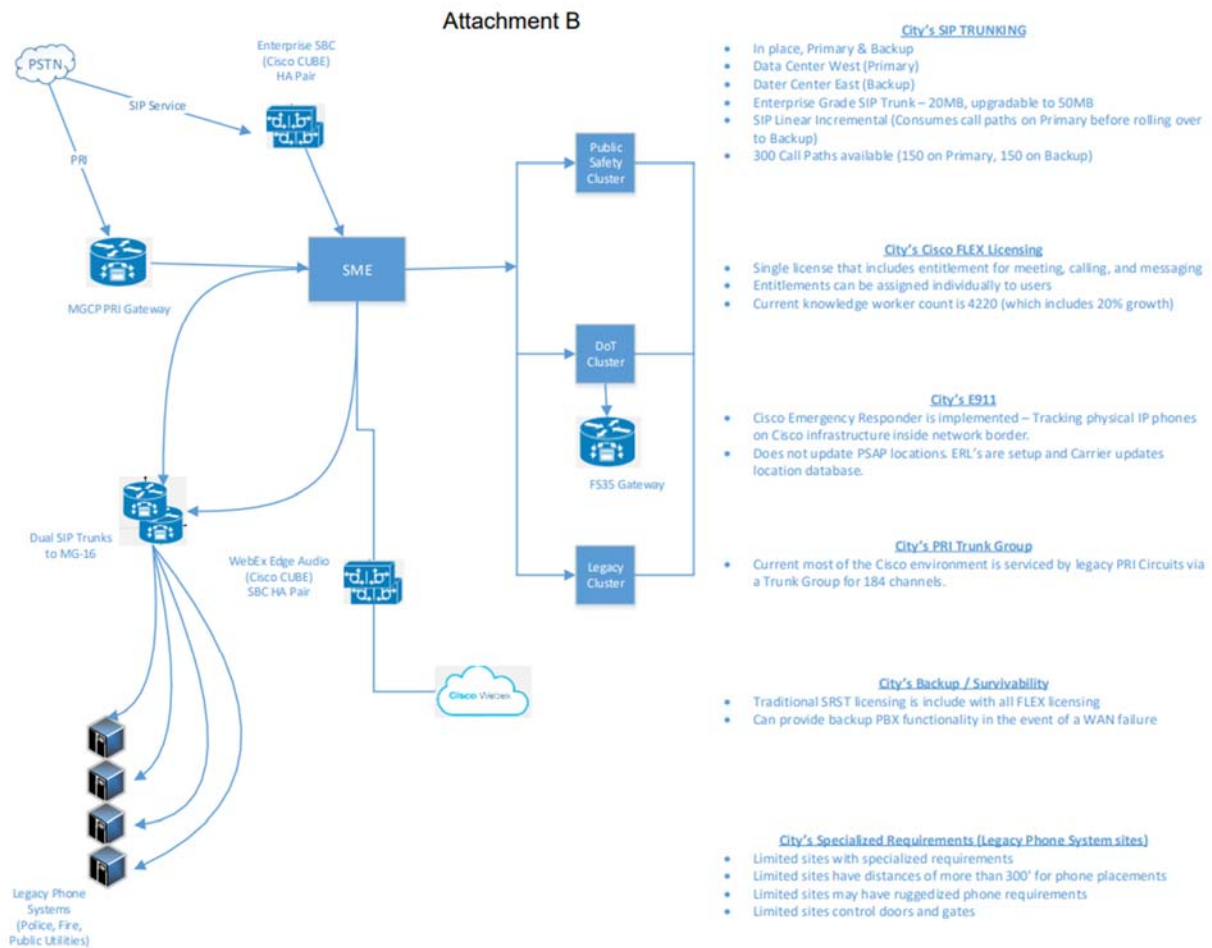 Attachment B
PSTN
Enterprise SBC
(Cisco CUBE)
HA Pair
SIP Service
PRI
MGCP PRI Gateway
SME
Public
Safety
Cluster
DoT
Cluster
FS35 Gateway
Legacy
Cluster
Dual SIP Trunks
to MG-16
WebEx Edge Audio
(Cisco CUBE)
SBC HA Pair
Cisco Webex
Legacy Phone
Systems
(Police, Fire,
Public Utilities)
City's SIP TRUNKING
• In place, Primary & Backup
• Data Center West (Primary)
• Dater Center East (Backup)
• Enterprise Grade SIP Trunk – 20MB, upgradable to 50MB
• SIP Linear Incremental (Consumes call paths on Primary before rolling over
to Backup)
• 300 Call Paths available (150 on Primary, 150 on Backup)
City's Cisco FLEX Licensing
• Single license that includes entitlement for meeting, calling, and messaging
• Entitlements can be assigned individually to users
• Current knowledge worker count is 4220 (which includes 20% growth)
City's E911
• Cisco Emergency Responder is implemented – Tracking physical IP phones
on Cisco infrastructure inside network border.
• Does not update PSAP locations. ERL's are setup and Carrier updates
location database.
City's PRI Trunk Group
• Current most of the Cisco environment is serviced by legacy PRI Circuits via
a Trunk Group for 184 channels.
City's Backup / Survivability
• Traditional SRST licensing is include with all FLEX licensing
• Can provide backup PBX functionality in the event of a WAN failure
City's Specialized Requirements (Legacy Phone System sites)
• Limited sites with specialized requirements
• Limited sites have distances of more than 300' for phone placements
• Limited sites may have ruggedized phone requirements
• Limited sites control doors and gates